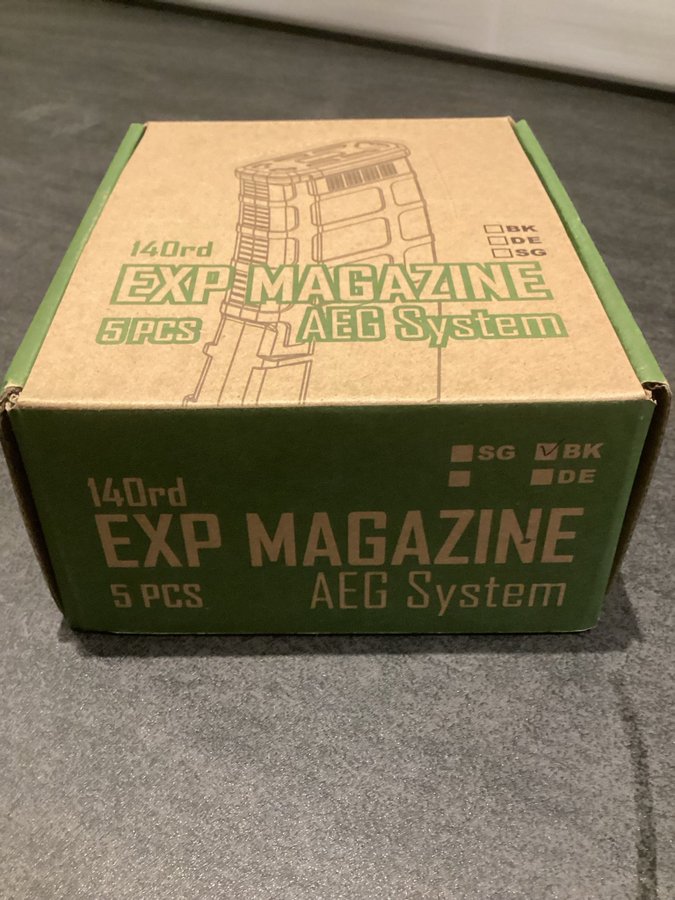 140rd
BK
DE
SG
EXP MAGAZINE
5 PCS AEG System
SG BK
DE
140rd
EXP MAGAZINE
5 PCS AEG System